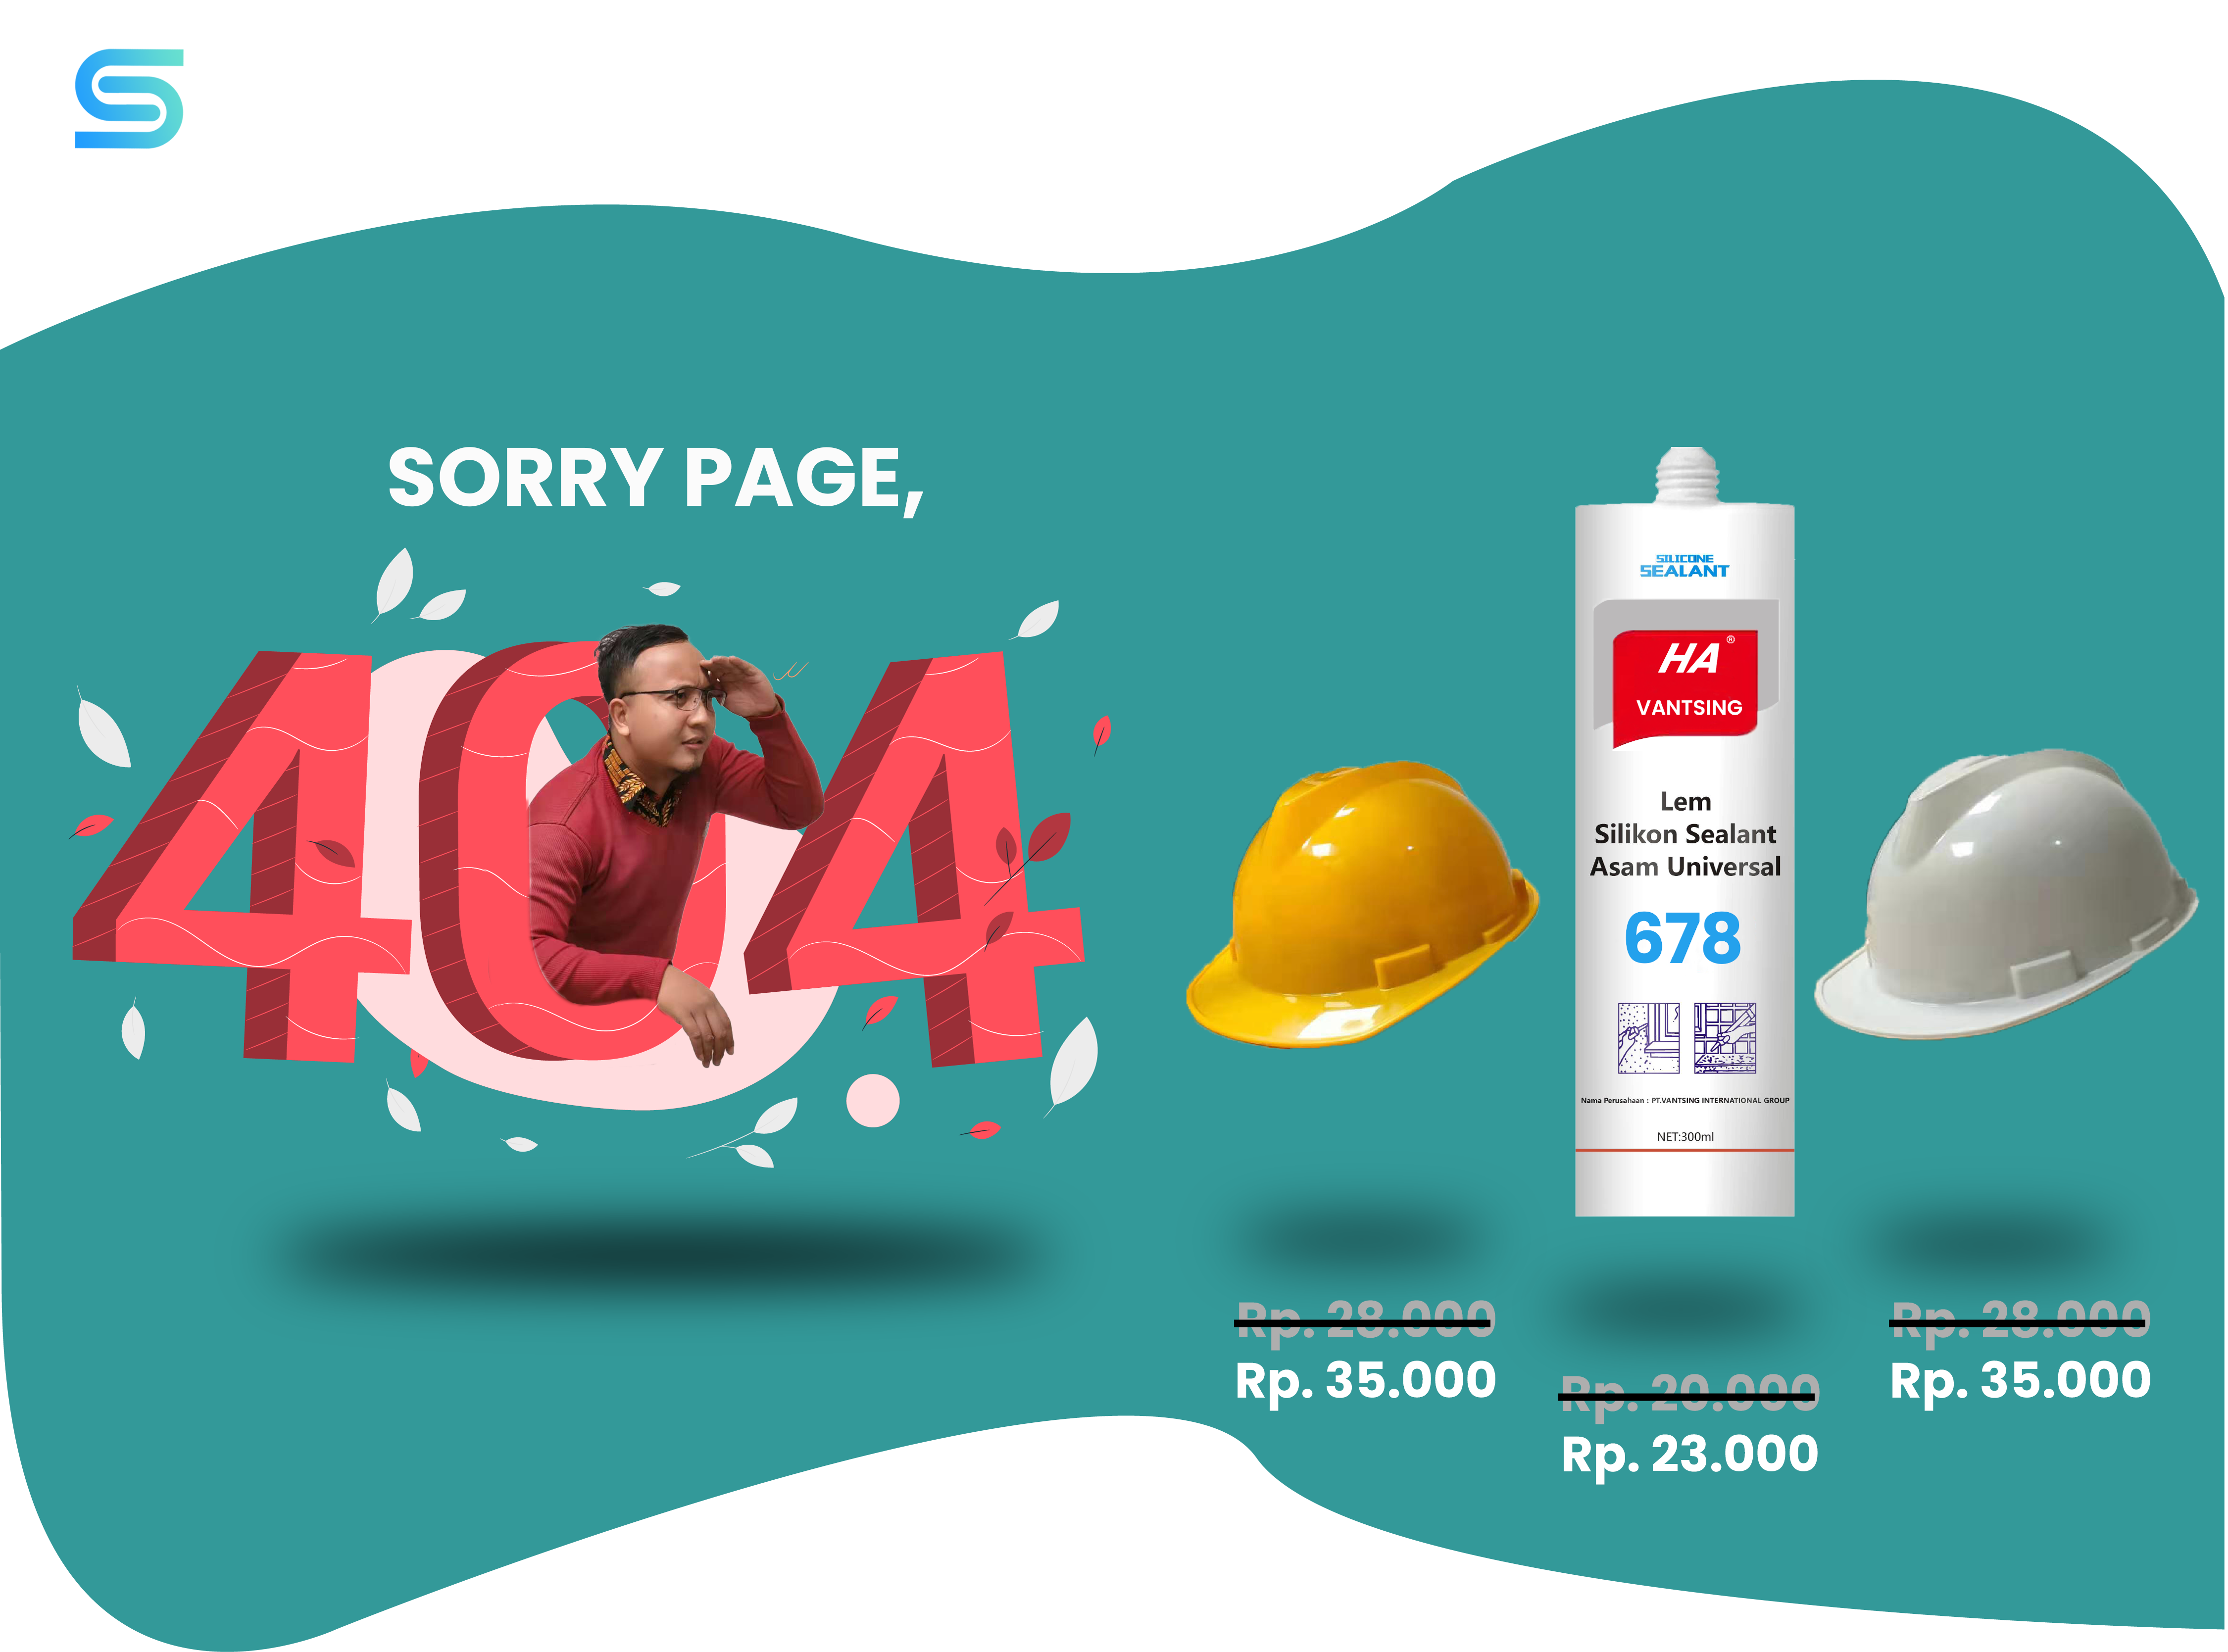 SORRY PAGE,
404
SILICONE
SEALANT
HA®
VANTSING
Lem
Silikon Sealant
Asam Universal
678
Nama Perusahaan : PT.VANTSING INTERNATIONAL GROUP
NET:300ml
Rp. 28.000
Rp. 35.000
Rp. 20.000
Rp. 23.000
Rp. 28.000
Rp. 35.000